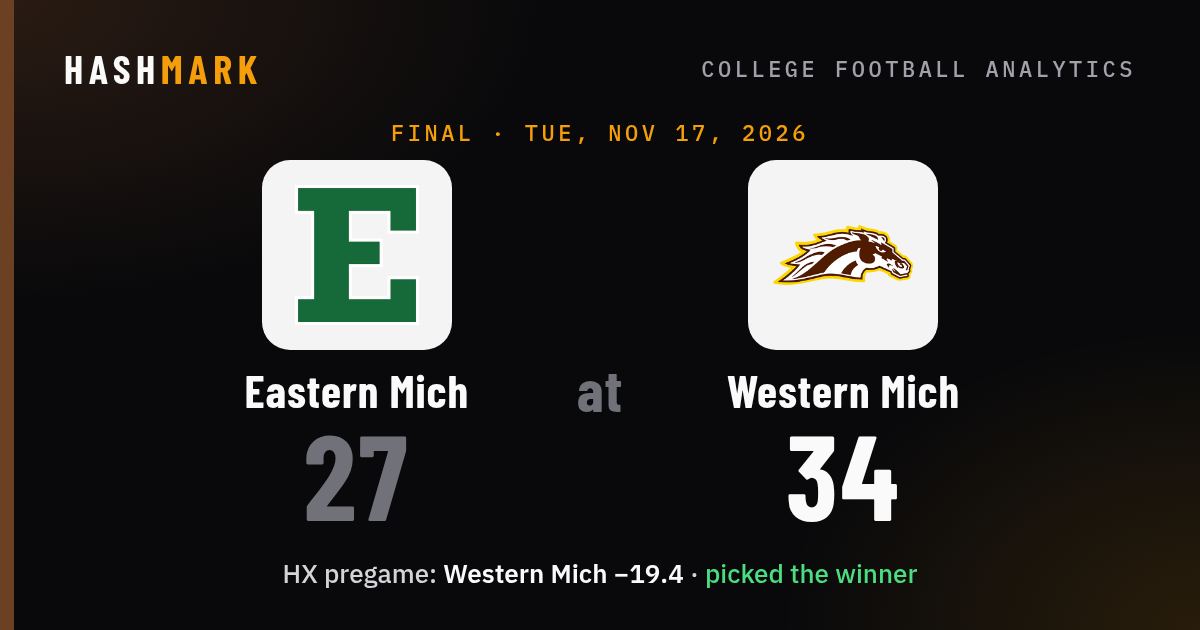 HASHMARK
COLLEGE FOOTBALL ANALYTICS
FINAL · TUE, NOV 17, 2026
E
Eastern Mich
at
Western Mich
27
34
HX pregame: Western Mich −19.4 · picked the winner